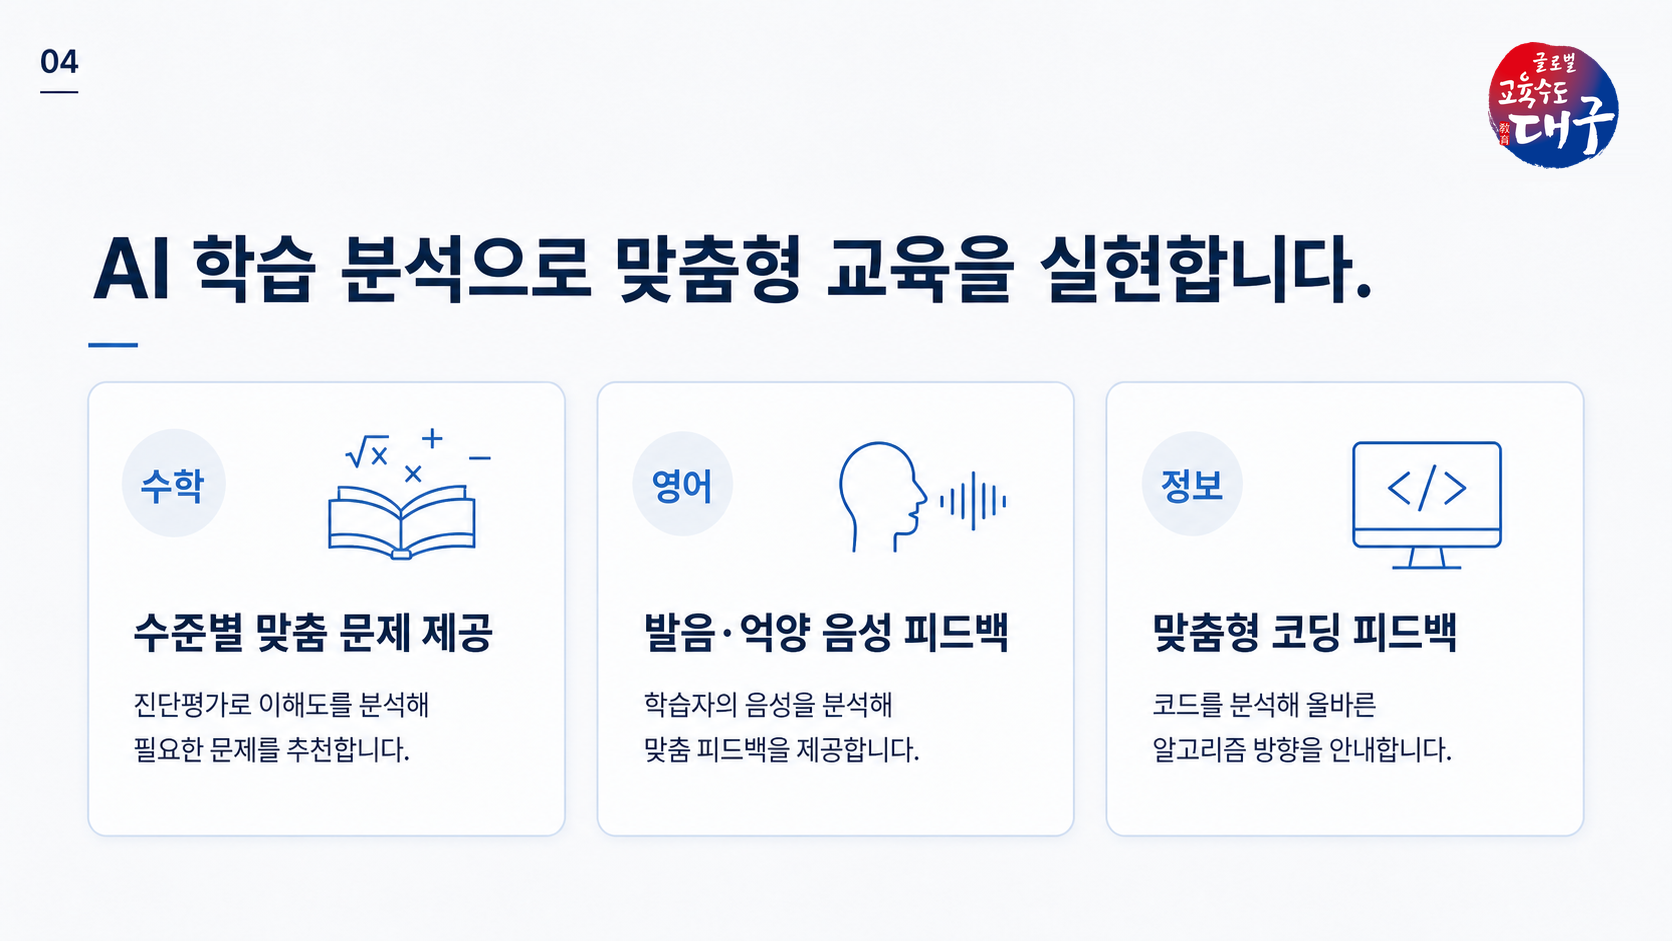 04
글로벌
교육수도
대구
教育
AI 학습 분석으로 맞춤형 교육을 실현합니다.
수학
√x
+
×
−
수준별 맞춤 문제 제공
진단평가로 이해도를 분석해
필요한 문제를 추천합니다.
영어
발음·억양 음성 피드백
학습자의 음성을 분석해
맞춤 피드백을 제공합니다.
정보
</>
맞춤형 코딩 피드백
코드를 분석해 올바른
알고리즘 방향을 안내합니다.